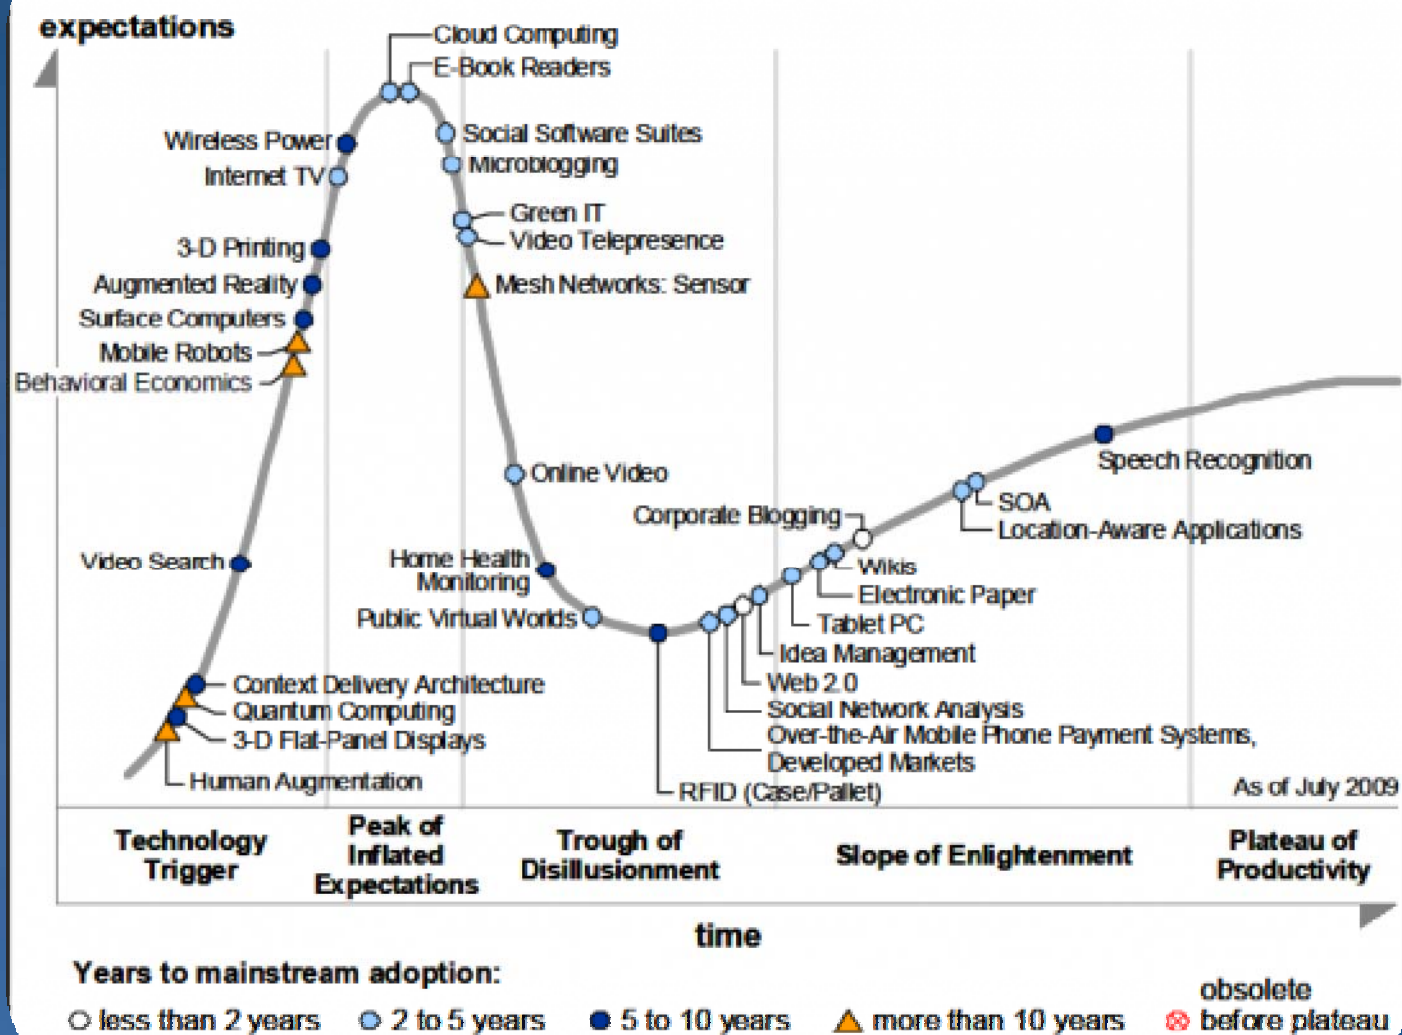 expectations
Cloud Computing
E-Book Readers
Wireless Power
Social Software Suites
Internet TV
Microblogging
Green IT
3-D Printing
Video Telepresence
Augmented Reality
Mesh Networks: Sensor
Surface Computers
Mobile Robots
Behavioral Economics
Online Video
Speech Recognition
SOA
Corporate Blogging
Location-Aware Applications
Video Search
Home Health
Monitoring
Wikis
Electronic Paper
Public Virtual Worlds
Tablet PC
Idea Management
Context Delivery Architecture
Web 2.0
Quantum Computing
Social Network Analysis
3-D Flat-Panel Displays
Over-the-Air Mobile Phone Payment Systems,
Developed Markets
Human Augmentation
RFID (Case/Pallet)
As of July 2009
Technology
Trigger
Peak of
Inflated
Expectations
Trough of
Disillusionment
Slope of Enlightenment
Plateau of
Productivity
time
Years to mainstream adoption:
less than 2 years
2 to 5 years
5 to 10 years
more than 10 years
obsolete
before plateau